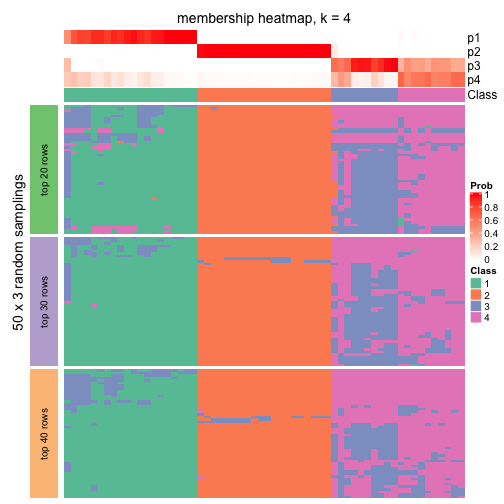 membership heatmap, k = 4
p1
p2
p3
p4
Class
50 x 3 random samplings
top 20 rows
top 30 rows
top 40 rows
Prob
1
0.8
0.6
0.4
0.2
0
Class
1
2
3
4